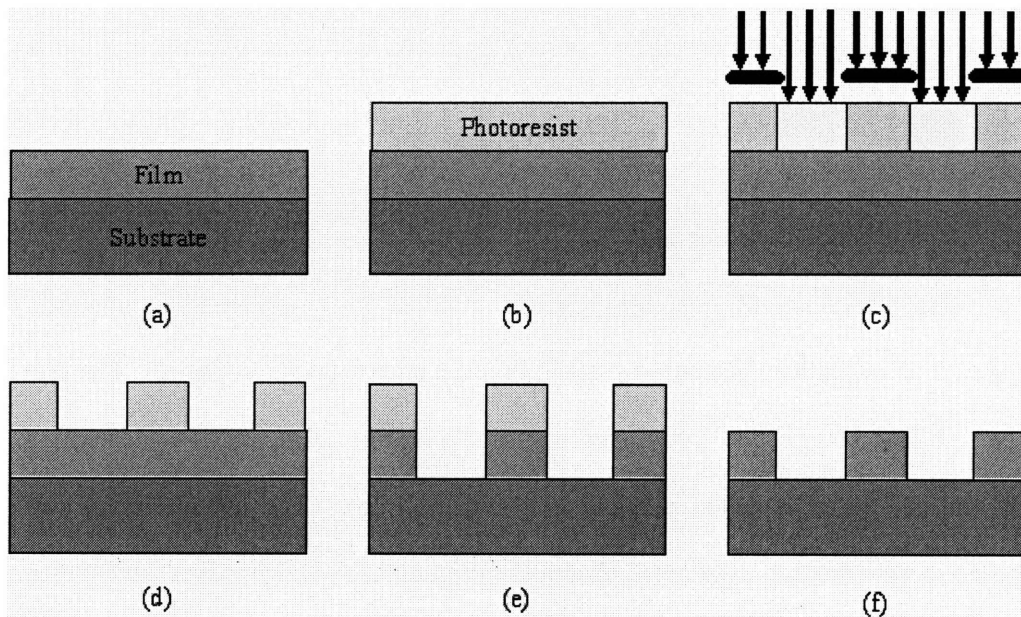 Photoresist
Film
Substrate
(a)
(b)
(c)
(d)
(e)
(f)